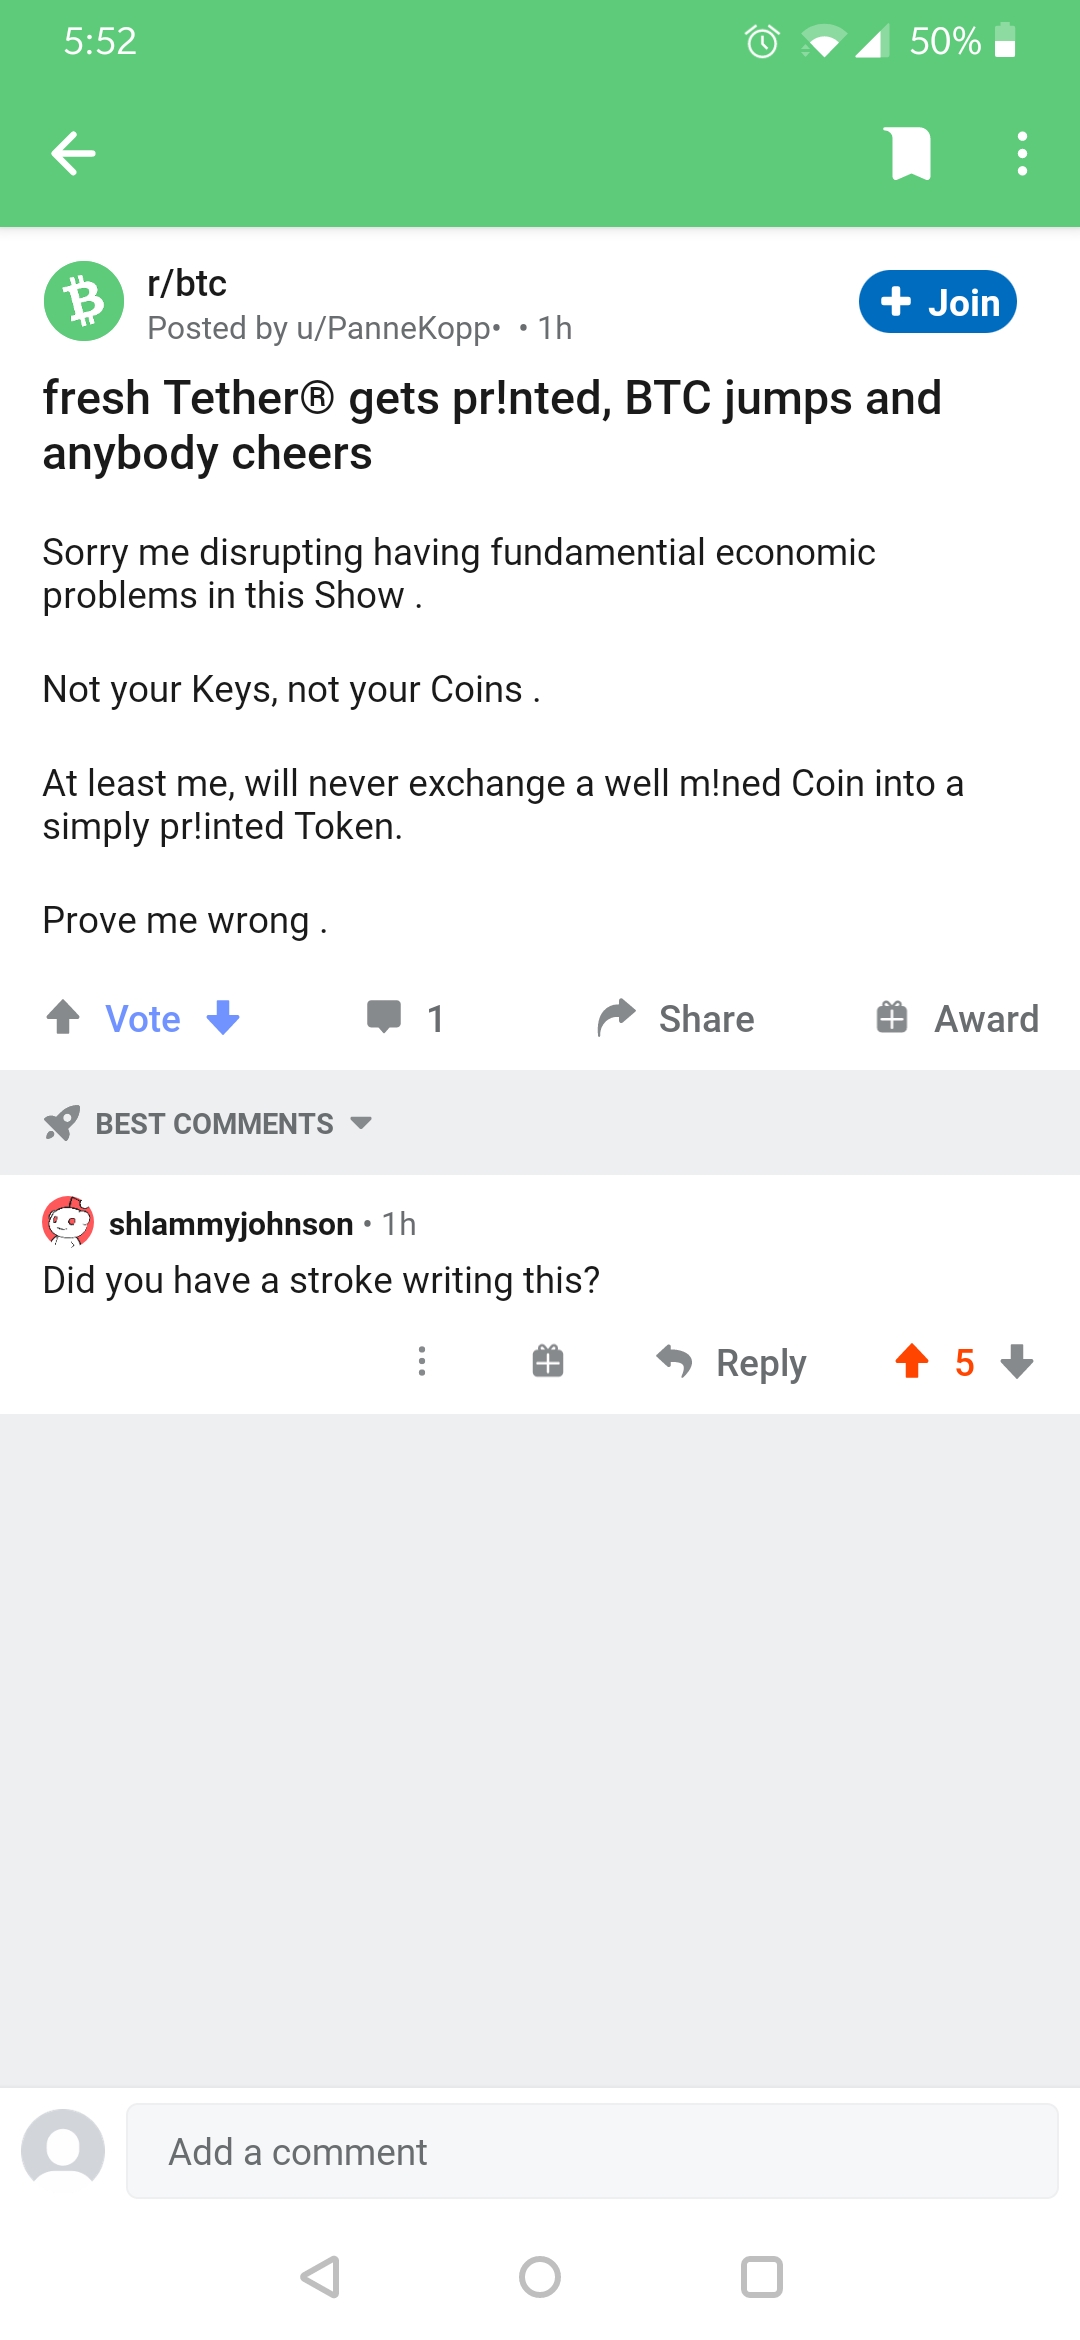 5:52
50%
r/btc
Posted by u/PanneKopp• • 1h
+ Join
fresh Tether® gets pr!nted, BTC jumps and
anybody cheers
Sorry me disrupting having fundamential economic
problems in this Show .
Not your Keys, not your Coins .
At least me, will never exchange a well m!ned Coin into a
simply pr!inted Token.
Prove me wrong .
Vote 1 Share Award
BEST COMMENTS
shlammyjohnson • 1h
Did you have a stroke writing this?
Reply 5
Add a comment